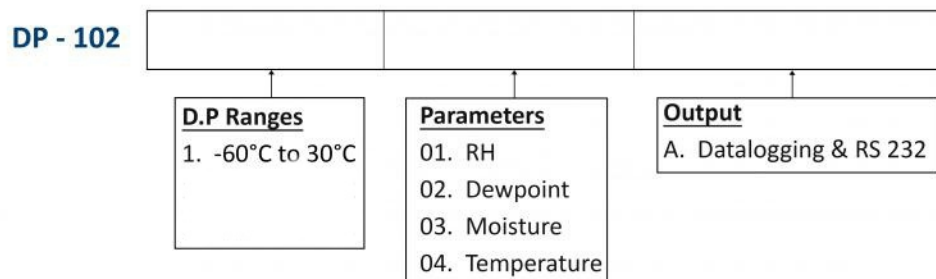 DP - 102
D.P Ranges
1. -60°C to 30°C
Parameters
01. RH
02. Dewpoint
03. Moisture
04. Temperature
Output
A. Datalogging & RS 232